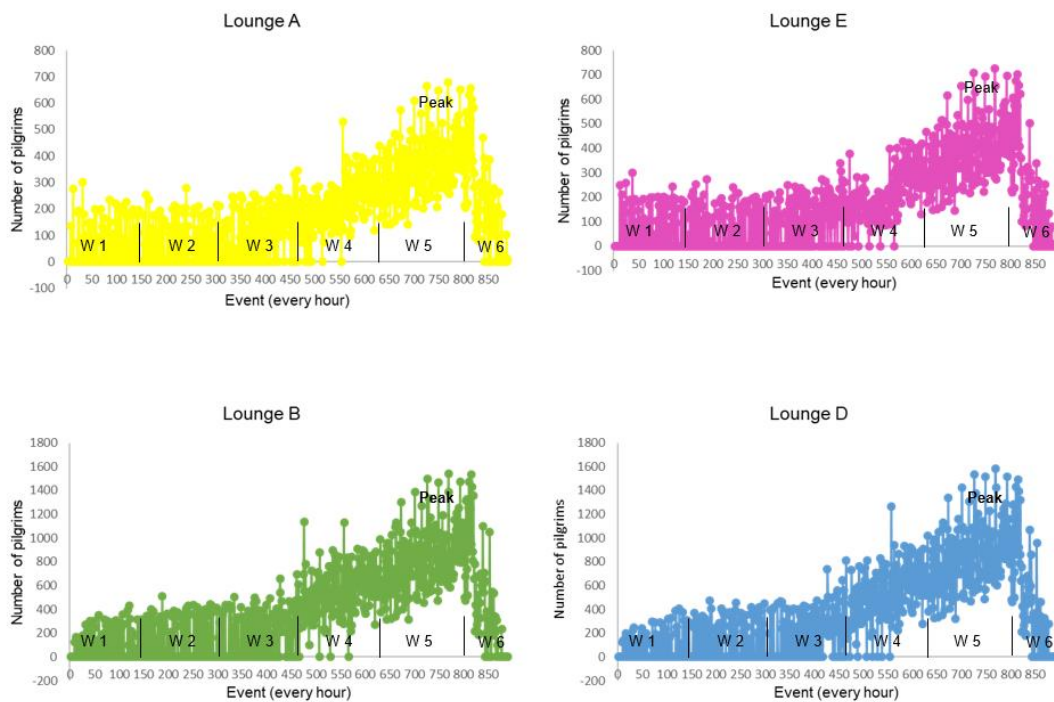 Lounge A
800
700
600
500
400
300
200
100
0
-100
Number of pilgrims
Peak
W 1 W 2 W 3 W 4 W 5 W 6
0 50 100 150 200 250 300 350 400 450 500 550 600 650 700 750 800 850
Event (every hour)
Lounge E
800
700
600
500
400
300
200
100
0
-100
Number of pilgrims
Peak
W 1 W 2 W 3 W 4 W 5 W 6
0 50 100 150 200 250 300 350 400 450 500 550 600 650 700 750 800 850
Event (every hour)
Lounge B
1800
1600
1400
1200
1000
800
600
400
200
0
-200
Number of pilgrims
Peak
W 1 W 2 W 3 W 4 W 5 W 6
0 50 100 150 200 250 300 350 400 450 500 550 600 650 700 750 800 850
Event (every hour)
Lounge D
1800
1600
1400
1200
1000
800
600
400
200
0
-200
Number of pilgrims
Peak
W 1 W 2 W 3 W 4 W 5 W 6
0 50 100 150 200 250 300 350 400 450 500 550 600 650 700 750 800 850
Event (every hour)